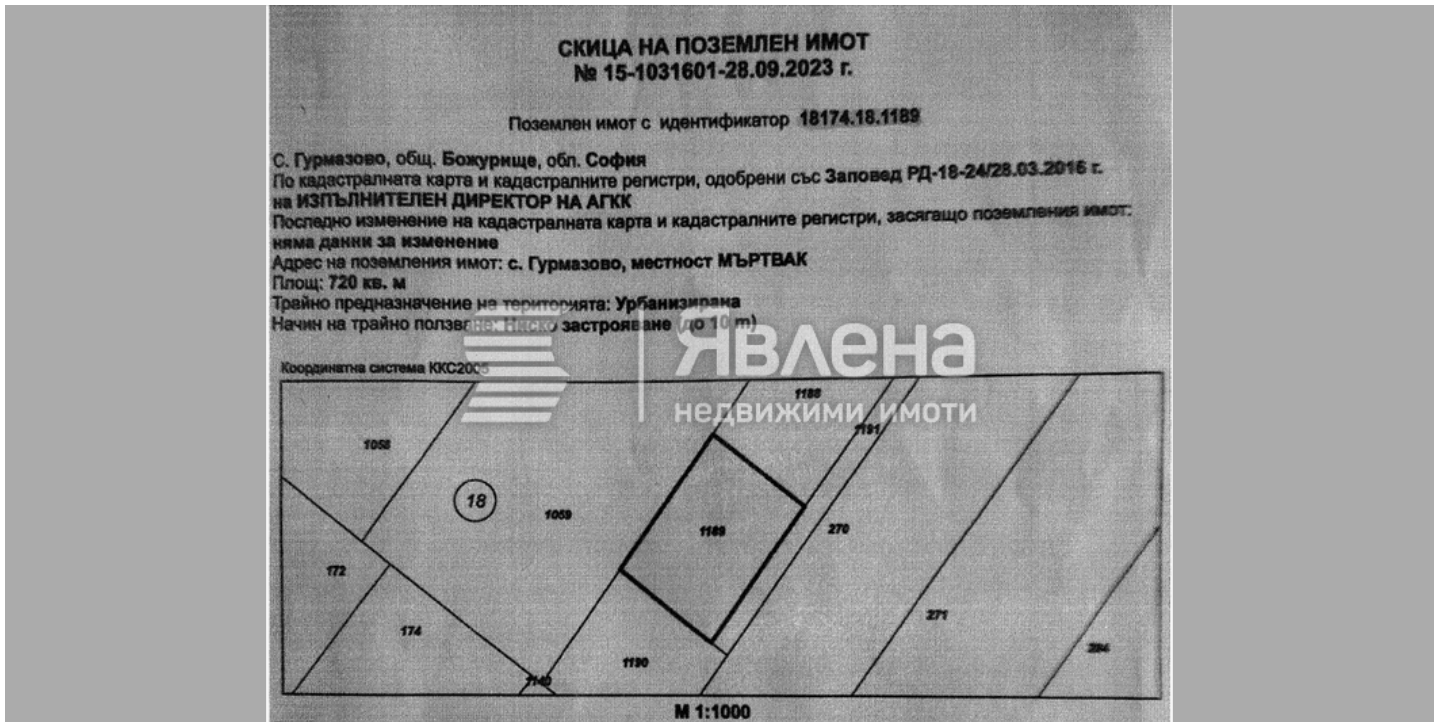 СКИЦА НА ПОЗЕМЛЕН ИМОТ
№ 15-1031601-28.09.2023 г.
Поземлен имот с идентификатор 18174.18.1189
С. Гурмазово, общ. Божурище, обл. София
По кадастралната карта и кадастралните регистри, одобрени със Заповед РД-18-24/28.03.2016 г.
на ИЗПЪЛНИТЕЛЕН ДИРЕКТОР НА АГКК
Последно изменение на кадастралната карта и кадастралните регистри, засягащо поземления имот:
няма данни за изменение
Адрес на поземления имот: с. Гурмазово, местност МЪРТВАК
Площ: 720 кв. м
Трайно предназначение на територията: Урбанизирана
Начин на трайно ползване: Ниско застрояване (до 10 m)
Явлена
недвижими имоти
Координатна система ККС2005
1188
1191
1058
18
1059
1189
270
172
174
271
1190
284
1140
М 1:1000